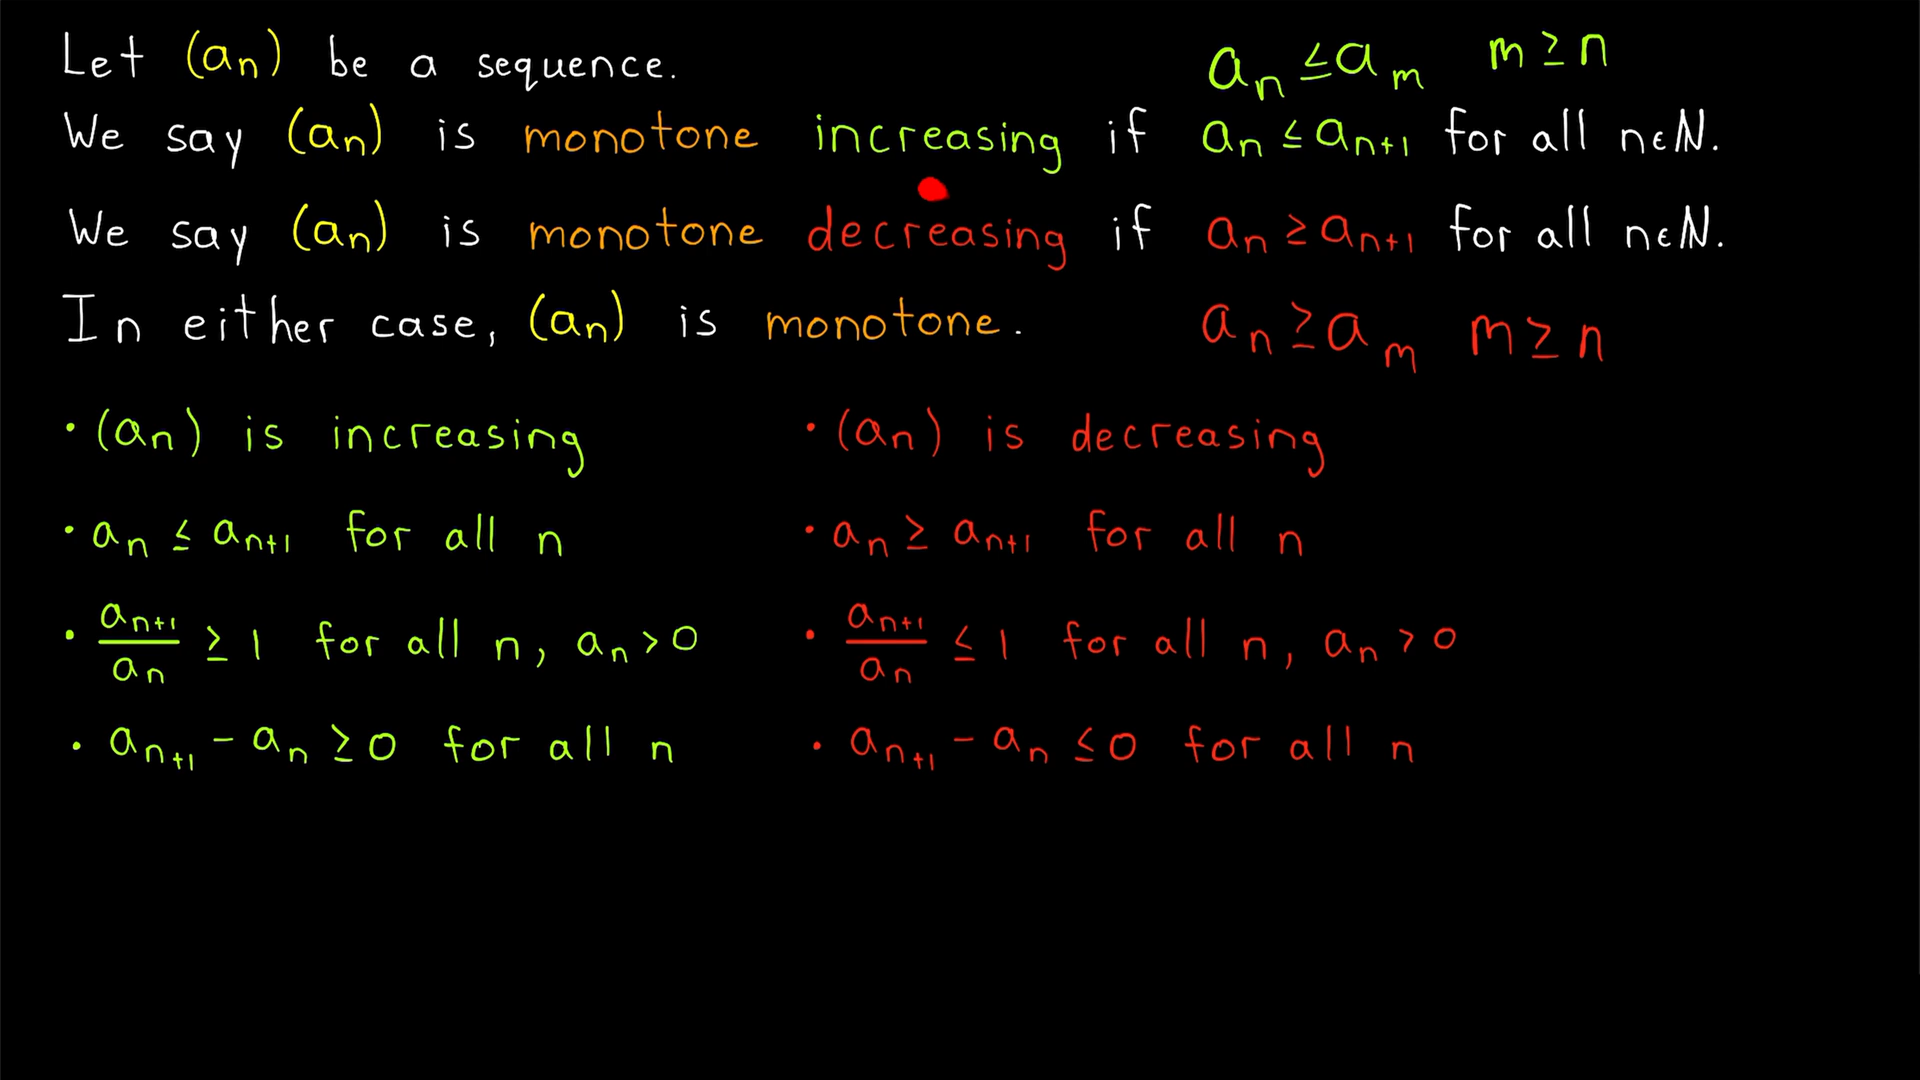 Let (aₙ) be a sequence.
aₙ ≤ aₘ m ≥ n
We say (aₙ) is monotone increasing if aₙ ≤ aₙ₊₁ for all n∈ℕ.
We say (aₙ) is monotone decreasing if aₙ ≥ aₙ₊₁ for all n∈ℕ.
In either case, (aₙ) is monotone.
aₙ ≥ aₘ m ≥ n
• (aₙ) is increasing
• aₙ ≤ aₙ₊₁ for all n
• aₙ₊₁/aₙ ≥ 1 for all n, aₙ > 0
• aₙ₊₁ - aₙ ≥ 0 for all n
• (aₙ) is decreasing
• aₙ ≥ aₙ₊₁ for all n
• aₙ₊₁/aₙ ≤ 1 for all n, aₙ > 0
• aₙ₊₁ - aₙ ≤ 0 for all n